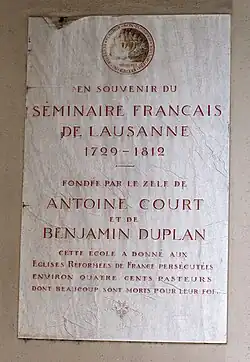 EN SOUVENIR DU
SÉMINAIRE FRANÇAIS
DE LAUSANNE
1729-1812
FONDÉE PAR LE ZÈLE DE
ANTOINE COURT
ET DE
BENJAMIN DUPLAN
CETTE ÉCOLE A DONNÉ AUX
EGLISES RÉFORMÉES DE FRANCE PERSÉCUTÉES
ENVIRON QUATRE CENTS PASTEURS
DONT BEAUCOUP SONT MORTS POUR LEUR FOI